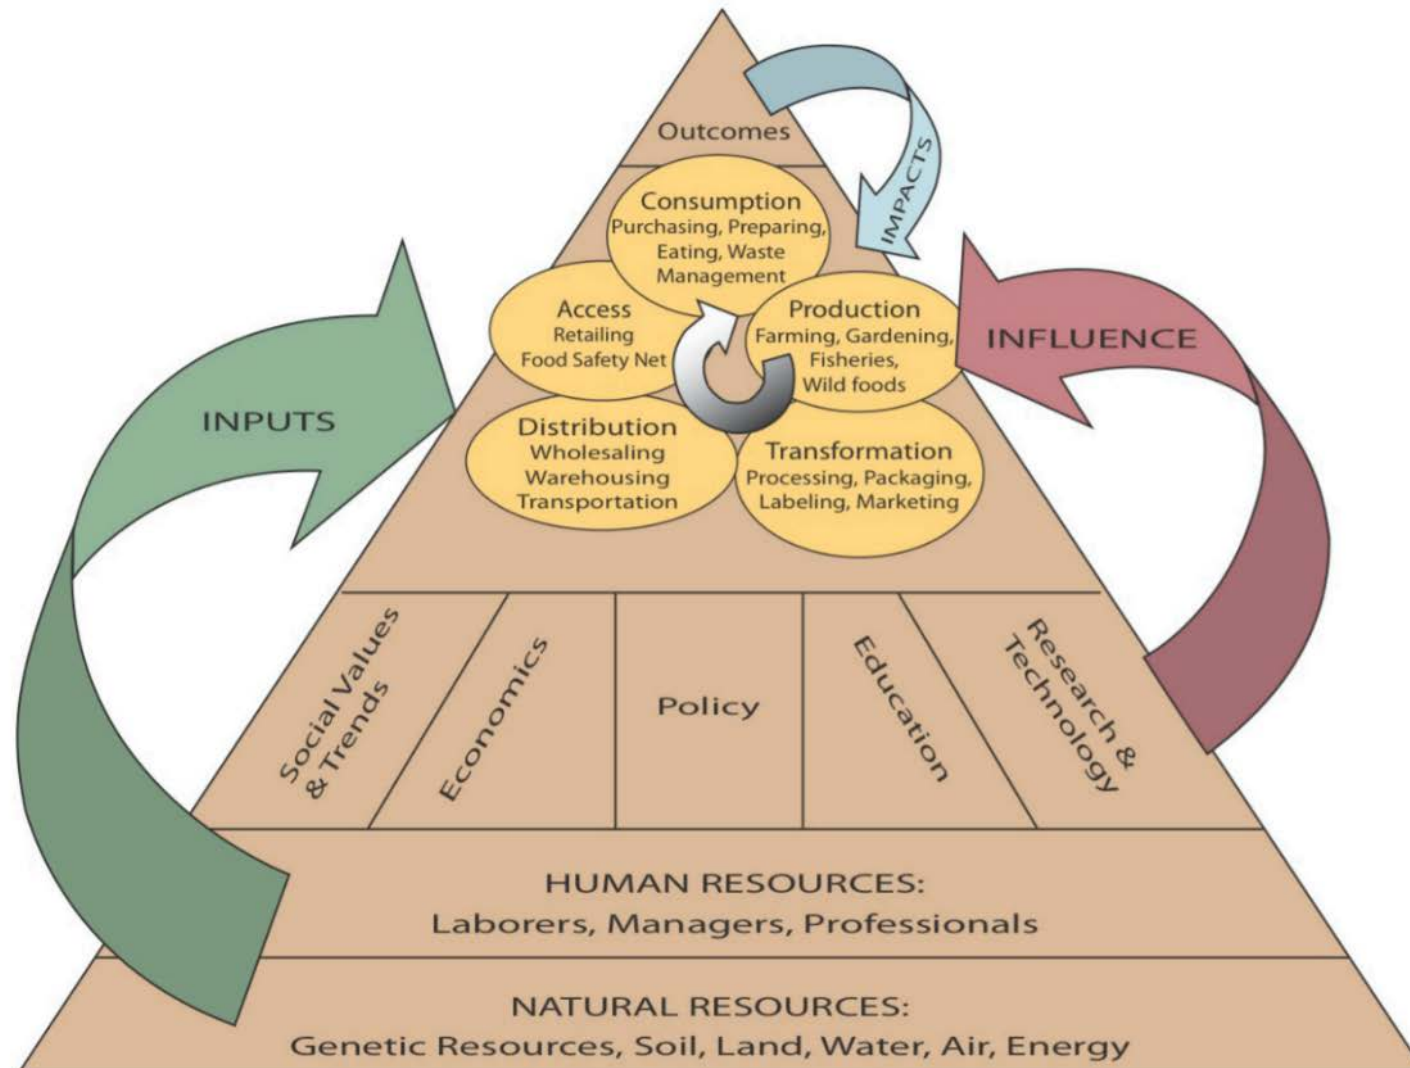 Outcomes
IMPACTS
Consumption
Purchasing, Preparing,
Eating, Waste
Management
Access
Retailing
Food Safety Net
Production
Farming, Gardening,
Fisheries,
Wild foods
INFLUENCE
INPUTS
Distribution
Wholesaling
Warehousing
Transportation
Transformation
Processing, Packaging,
Labeling, Marketing
Social Values
& Trends
Economics
Policy
Education
Research &
Technology
HUMAN RESOURCES:
Laborers, Managers, Professionals
NATURAL RESOURCES:
Genetic Resources, Soil, Land, Water, Air, Energy